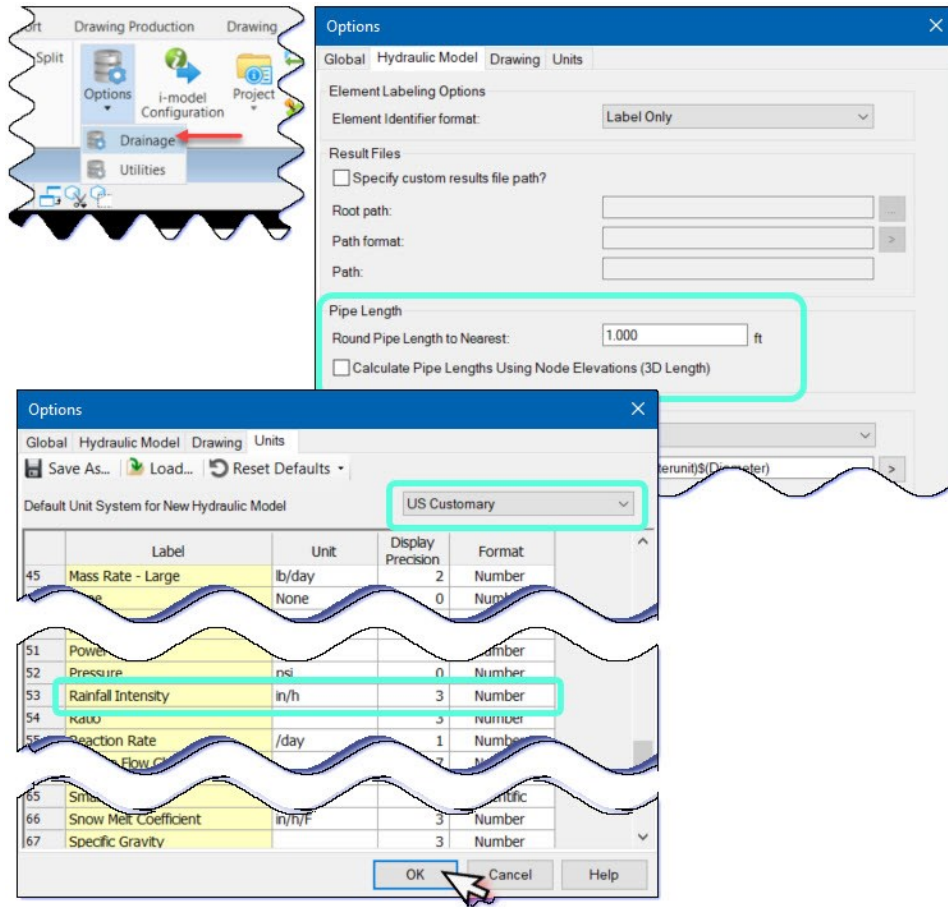 Drawing Production Drawing
Split
Options
i-model
Configuration
Project
Drainage
Utilities
Options
Global Hydraulic Model Drawing Units
Element Labeling Options
Element Identifier format: Label Only
Result Files
Specify custom results file path?
Root path: ...
Path format: >
Path:
Pipe Length
Round Pipe Length to Nearest: 1.000 ft
Calculate Pipe Lengths Using Node Elevations (3D Length)
terunit)$(Diameter) >
Options
Global Hydraulic Model Drawing Units
Save As... Load... Reset Defaults
Default Unit System for New Hydraulic Model US Customary
Label Unit Display Precision Format
45 Mass Rate - Large lb/day 2 Number
None 0
51 Power
52 Pressure psi 0 Number
53 Rainfall Intensity in/h 3 Number
54 Ratio 3 Number
55 Reaction Rate /day 1 Number
Flow
65
66 Snow Melt Coefficient in/h/F 3 Number
67 Specific Gravity 3 Number
OK Cancel Help